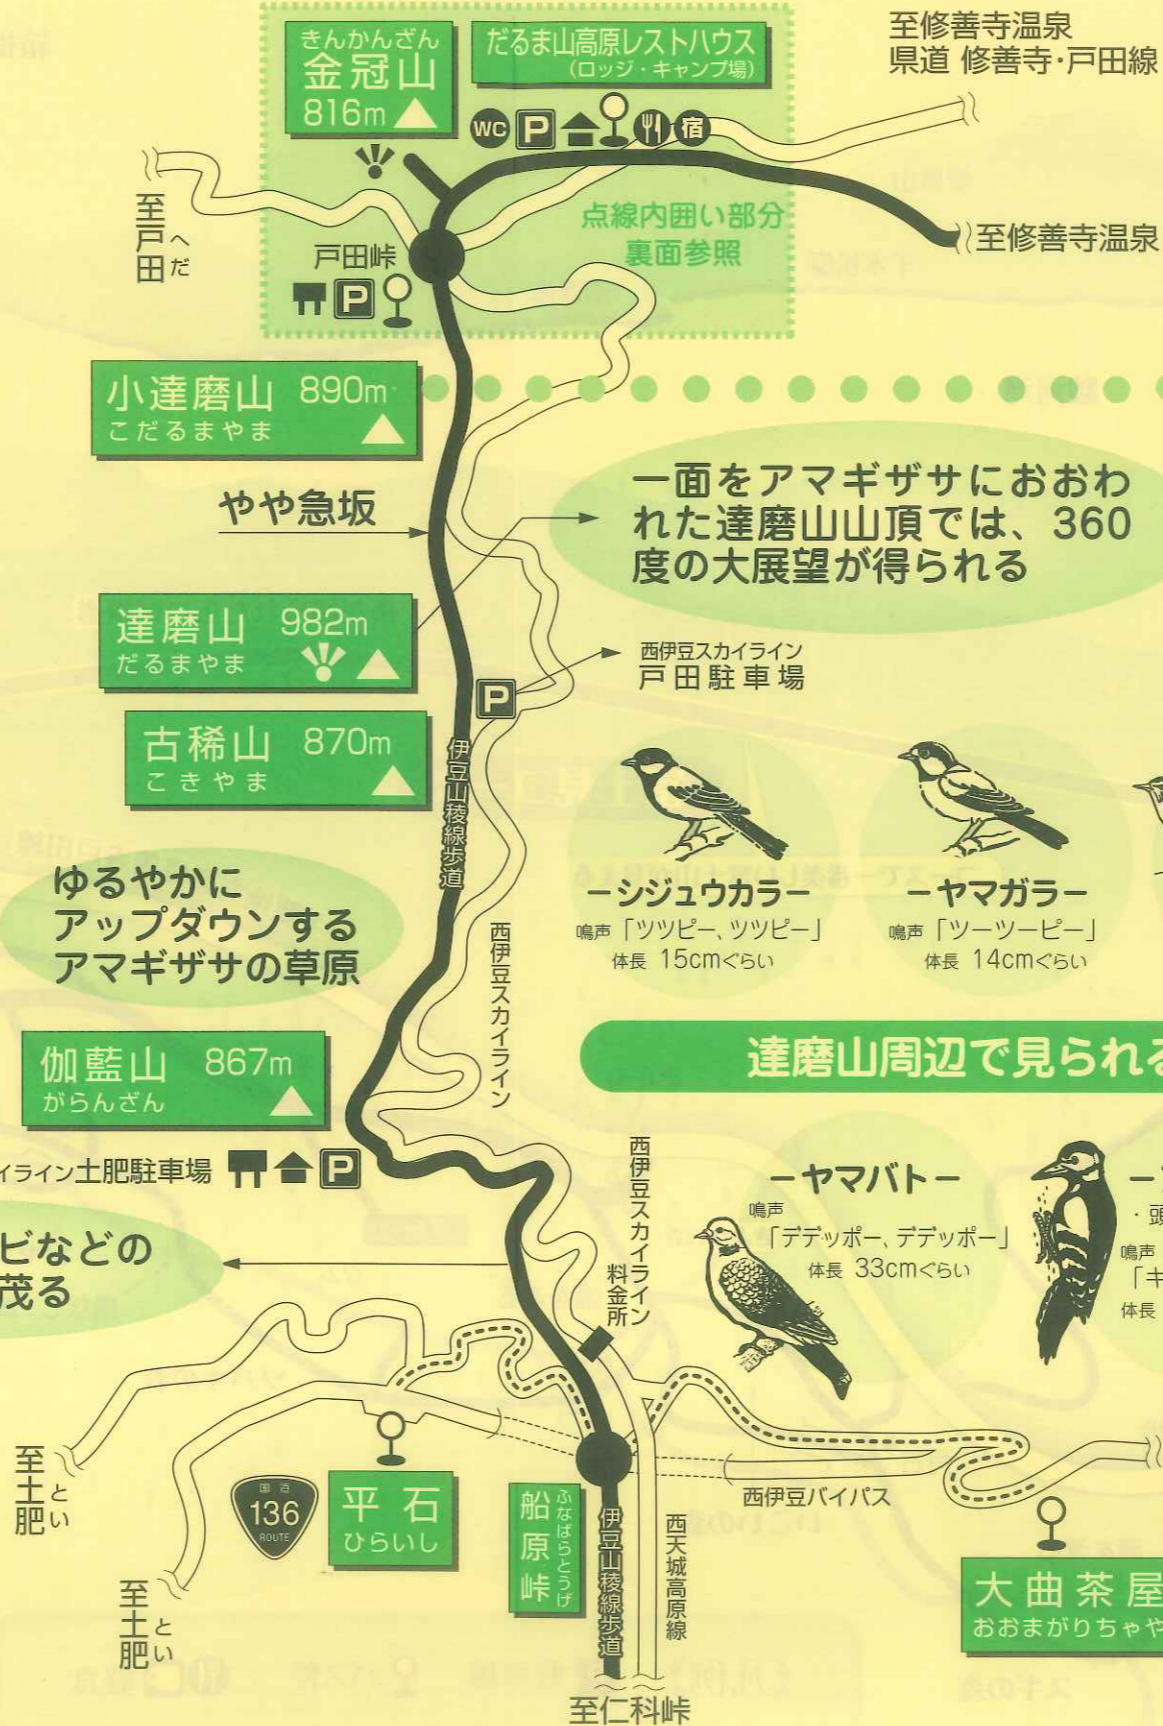 きんかんざん
金冠山
816m
だるま山高原レストハウス
(ロッジ・キャンプ場)
WC P 宿
至修善寺温泉
県道 修善寺・戸田線
至戸田
へだ
点線内囲い部分
裏面参照
至修善寺温泉
戸田峠
P
小達磨山 890m
こだるまやま
やや急坂
一面をアマギザサにおおわ
れた達磨山山頂では、360
度の大展望が得られる
達磨山 982m
だるまやま
西伊豆スカイライン
戸田駐車場
P
古稀山 870m
こきやま
伊豆山稜線歩道
ーシジュウカラー
鳴声「ツツピー、ツツピー」
体長 15cmぐらい
ーヤマガラー
鳴声「ツーツーピー」
体長 14cmぐらい
ゆるやかに
アップダウンする
アマギザサの草原
西伊豆スカイライン
達磨山周辺で見られる
伽藍山 867m
がらんざん
イライン土肥駐車場 P
西伊豆スカイライン
料金所
ーヤマバトー
鳴声
「デデッポー、デデッポー」
体長 33cmぐらい
・頭
鳴声
「キ
体長
ビなどの
茂る
至土肥
とい
国道
136
ROUTE
平石
ひらいし
船原峠
ふなばらとうげ
西伊豆バイパス
伊豆山稜線歩道
西天城高原線
大曲茶屋
おおまがりちゃや
至土肥
とい
至仁科峠